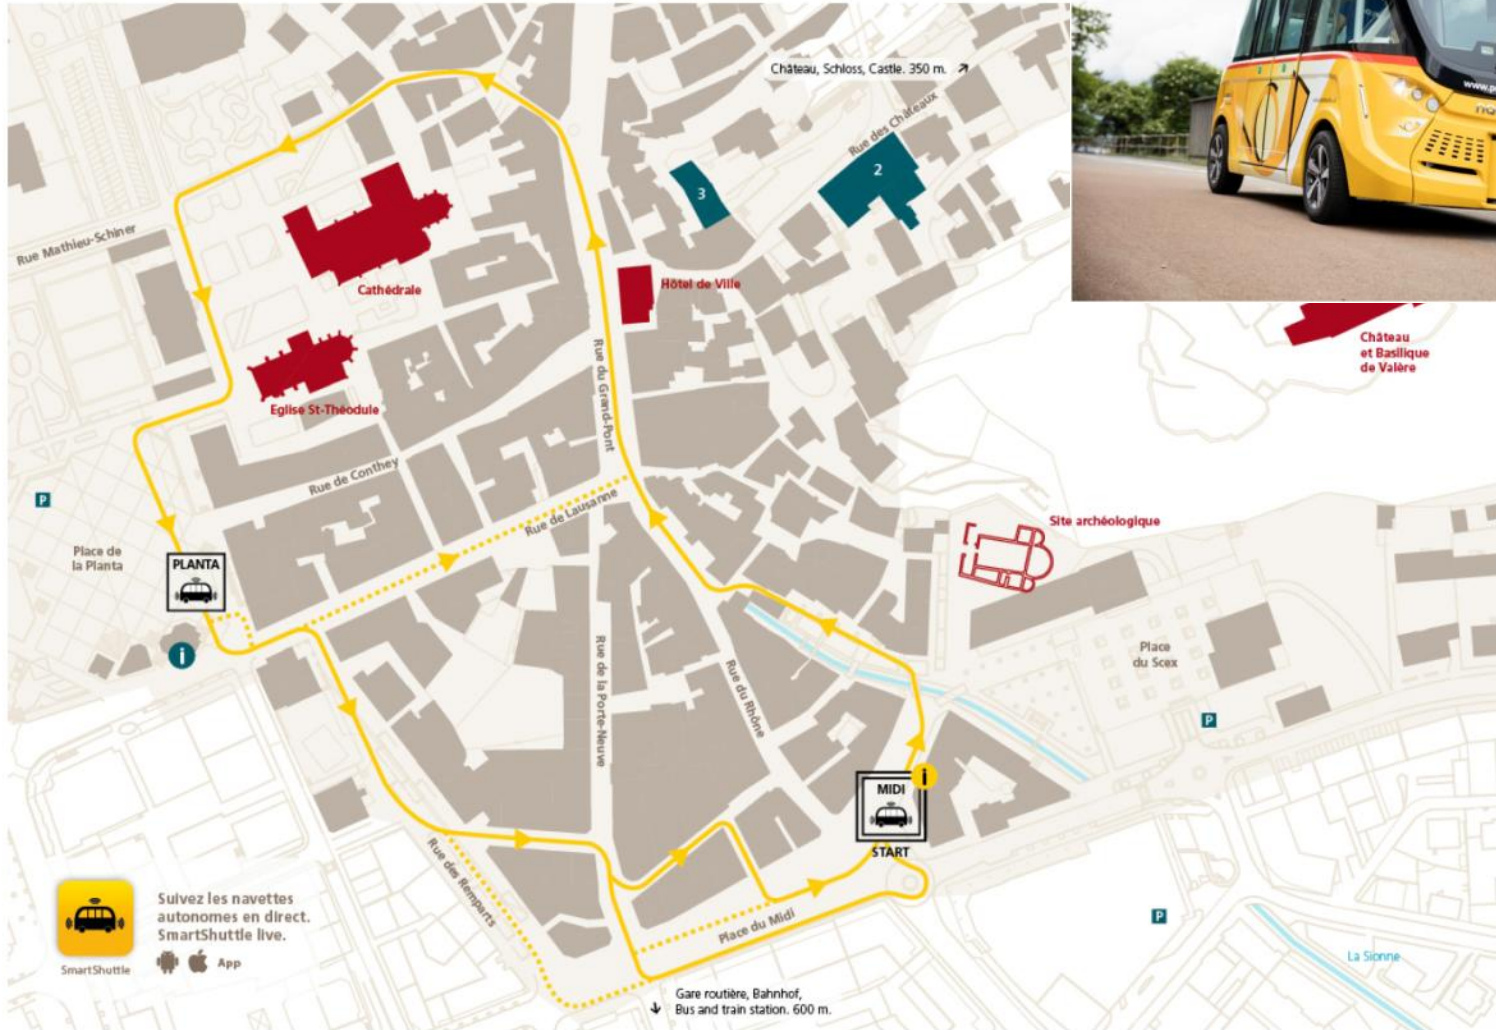 Château, Schloss, Castle. 350 m.
Rue des Châteaux
2
3
Rue Mathieu-Schiner
Cathédrale
Hôtel de Ville
Château
et Basilique
de Valère
Rue du Grand-Pont
Eglise St-Théodule
Rue de Conthey
P
Rue de Lausanne
Site archéologique
Place de
la Planta
PLANTA
i
Rue de la Porte-Neuve
Rue du Rhône
Place
du Scex
P
MIDI
i
START
Rue des Remparts
Place du Midi
P
Suivez les navettes
autonomes en direct.
SmartShuttle live.
App
SmartShuttle
La Sionne
Gare routière, Bahnhof,
Bus and train station. 600 m.